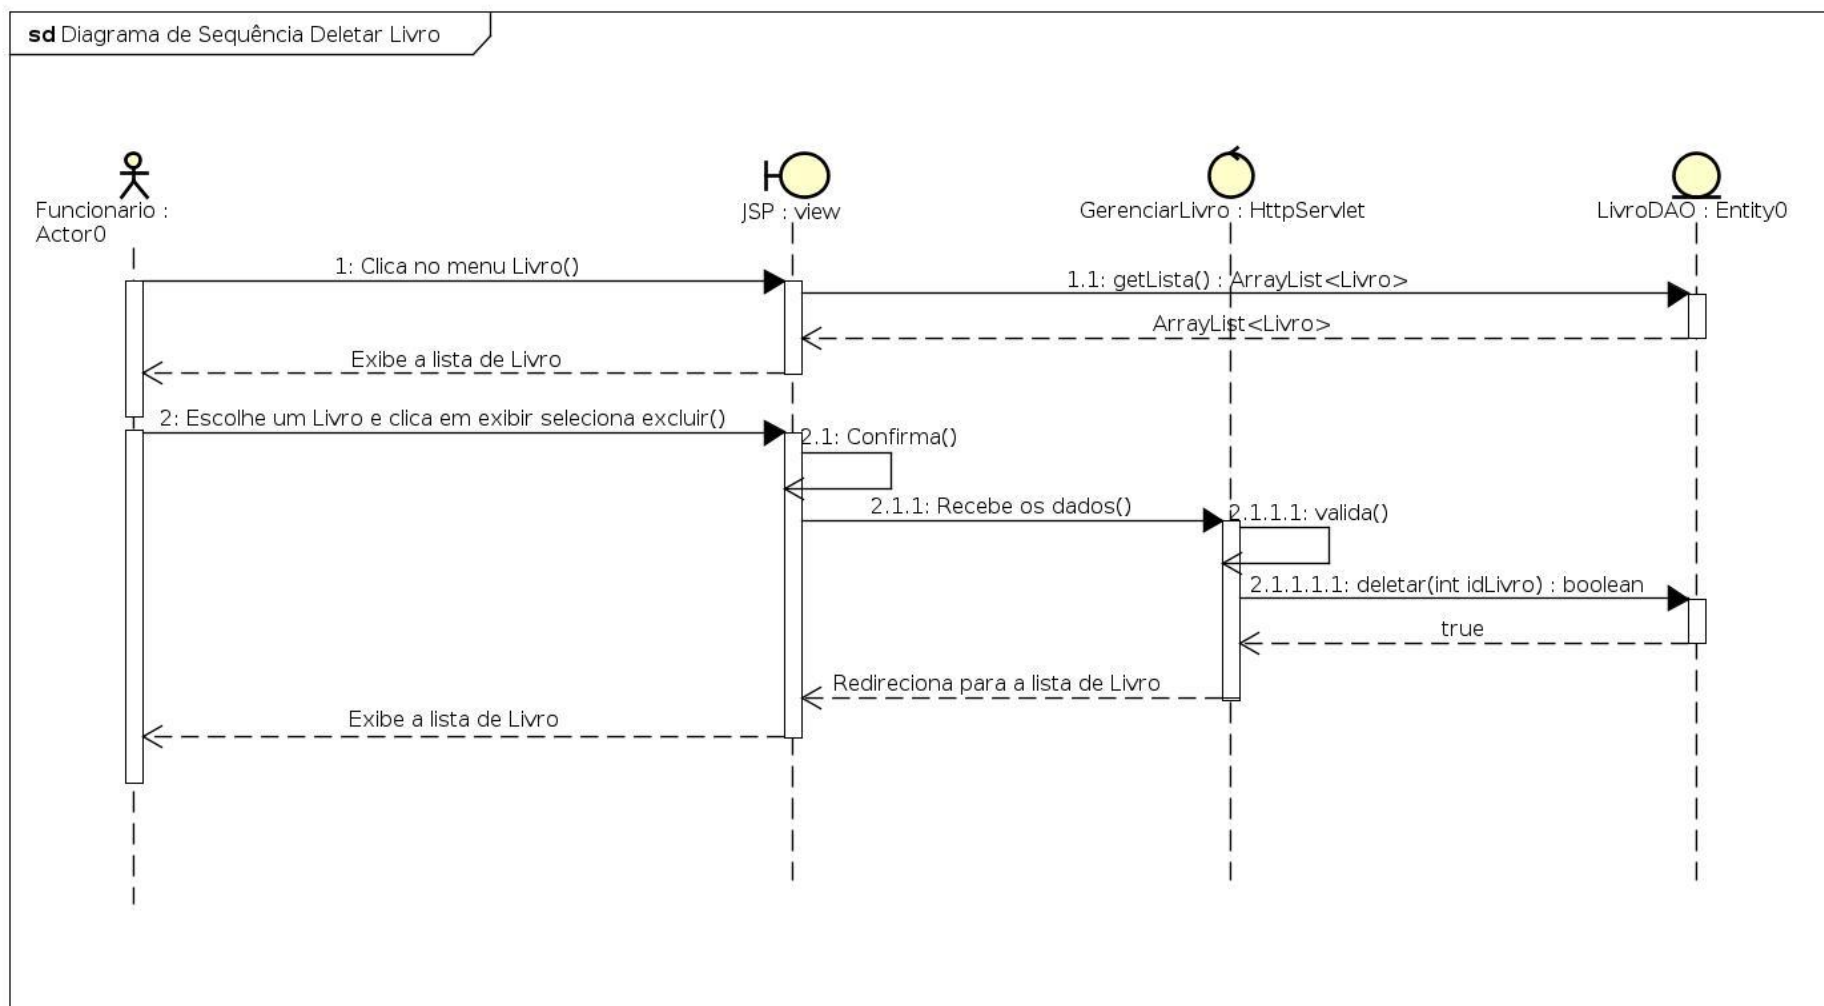 sd Diagrama de Sequência Deletar Livro
Funcionario :
Actor0
JSP : view
GerenciarLivro : HttpServlet
LivroDAO : Entity0
1: Clica no menu Livro()
1.1: getLista() : ArrayList<Livro>
ArrayList<Livro>
Exibe a lista de Livro
2: Escolhe um Livro e clica em exibir seleciona excluir()
2.1: Confirma()
2.1.1: Recebe os dados()
2.1.1.1: valida()
2.1.1.1.1: deletar(int idLivro) : boolean
true
Redireciona para a lista de Livro
Exibe a lista de Livro